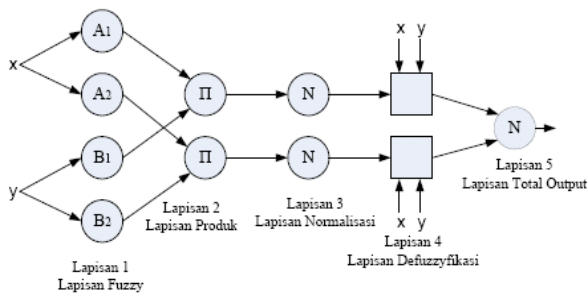 x y
A1
x
A2
Π N
B1
Π N N
y
B2
x y
Lapisan 1
Lapisan Fuzzy
Lapisan 2
Lapisan Produk
Lapisan 3
Lapisan Normalisasi
Lapisan 4
Lapisan Defuzzyfikasi
Lapisan 5
Lapisan Total Output